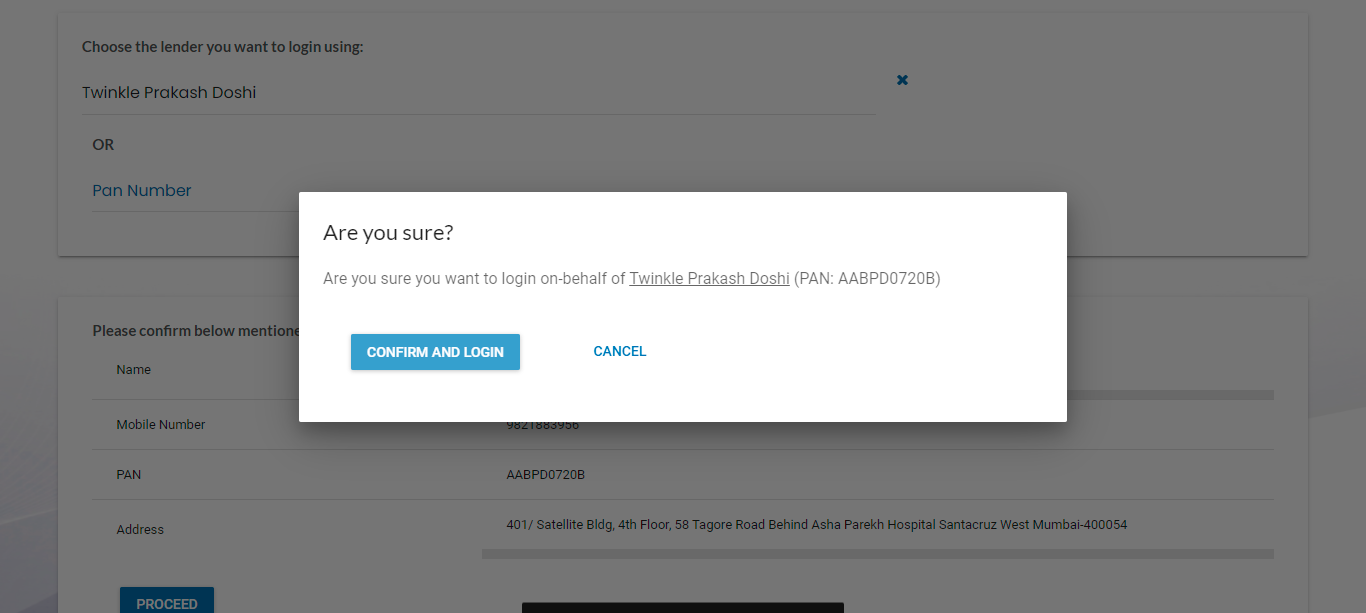 Choose the lender you want to login using:
Twinkle Prakash Doshi
OR
Pan Number
Are you sure?
Are you sure you want to login on-behalf of Twinkle Prakash Doshi (PAN: AABPD0720B)
CONFIRM AND LOGIN
CANCEL
Please confirm below
Name
Mobile Number 9821883956
PAN AABPD0720B
Address 401/ Satellite Bldg, 4th Floor, 58 Tagore Road Behind Asha Parekh Hospital Santacruz West Mumbai-400054
PROCEED